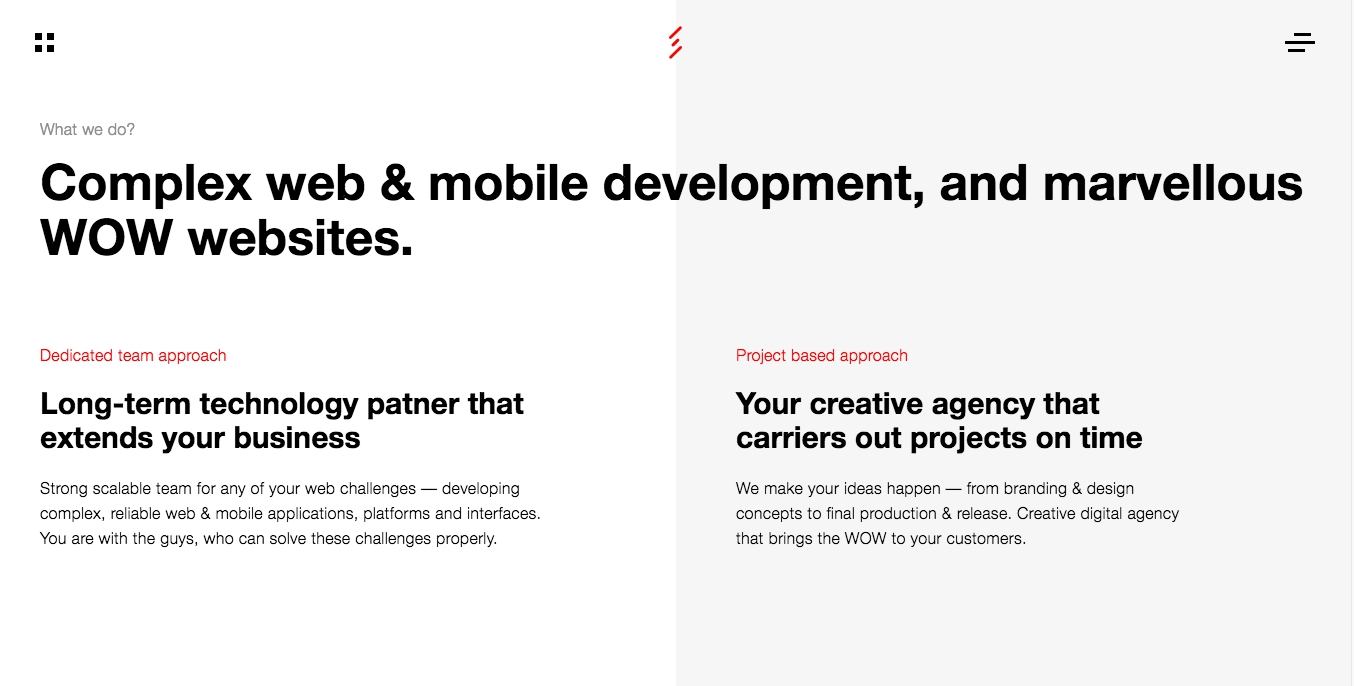 What we do?
Complex web & mobile development, and marvellous
WOW websites.
Dedicated team approach
Long-term technology patner that
extends your business
Strong scalable team for any of your web challenges — developing
complex, reliable web & mobile applications, platforms and interfaces.
You are with the guys, who can solve these challenges properly.
Project based approach
Your creative agency that
carriers out projects on time
We make your ideas happen — from branding & design
concepts to final production & release. Creative digital agency
that brings the WOW to your customers.